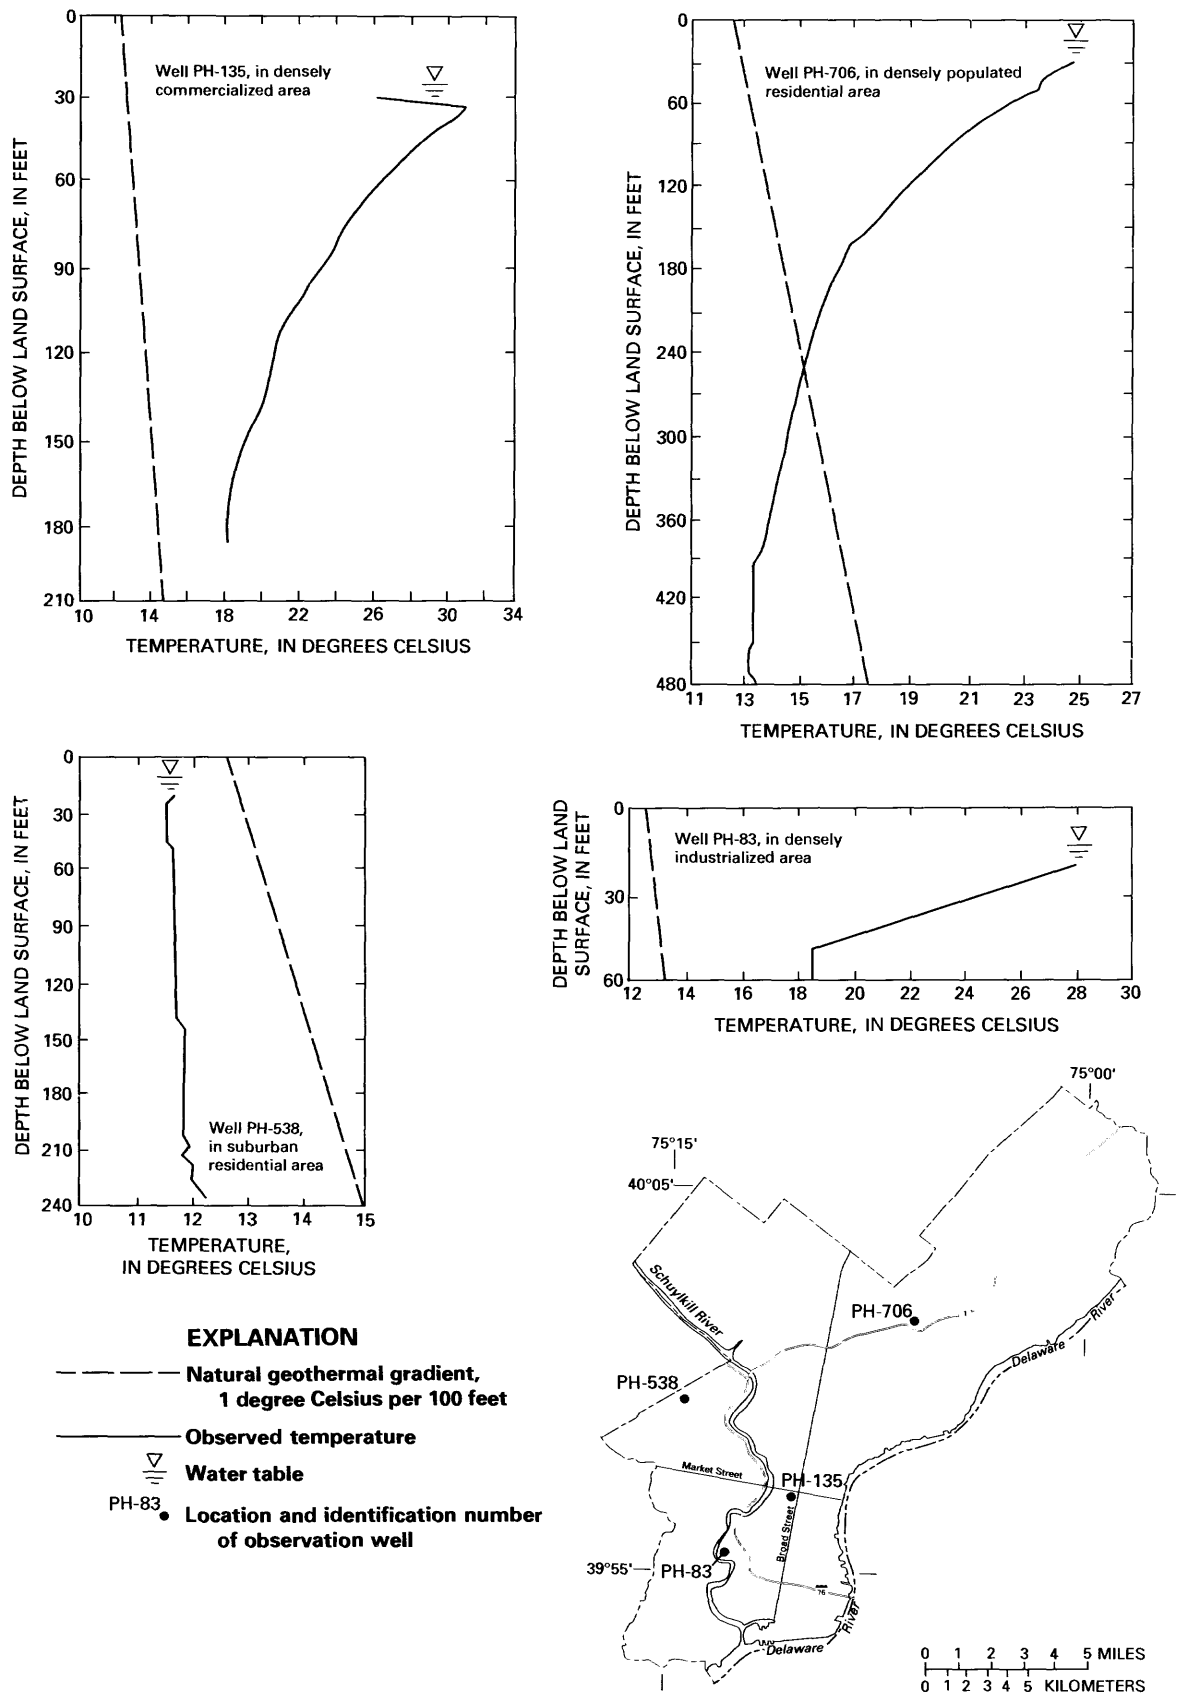 0
30
60
90
120
150
180
210
DEPTH BELOW LAND SURFACE, IN FEET
Well PH-135, in densely
commercialized area
10 14 18 22 26 30 34
TEMPERATURE, IN DEGREES CELSIUS
0
60
120
180
240
300
360
420
480
DEPTH BELOW LAND SURFACE, IN FEET
Well PH-706, in densely populated
residential area
11 13 15 17 19 21 23 25 27
TEMPERATURE, IN DEGREES CELSIUS
0
30
60
90
120
150
180
210
240
DEPTH BELOW LAND SURFACE, IN FEET
Well PH-538,
in suburban
residential area
10 11 12 13 14 15
TEMPERATURE,
IN DEGREES CELSIUS
0
30
60
DEPTH BELOW LAND
SURFACE, IN FEET
Well PH-83, in densely
industrialized area
12 14 16 18 20 22 24 26 28 30
TEMPERATURE, IN DEGREES CELSIUS
EXPLANATION
Natural geothermal gradient,
1 degree Celsius per 100 feet
Observed temperature
Water table
PH-83
Location and identification number
of observation well
75°00'
75°15'
40°05'
Schuylkill River
PH-706
Delaware River
PH-538
Market Street
PH-135
Broad Street
PH-83
39°55'
76
Delaware River
0 1 2 3 4 5 MILES
0 1 2 3 4 5 KILOMETERS